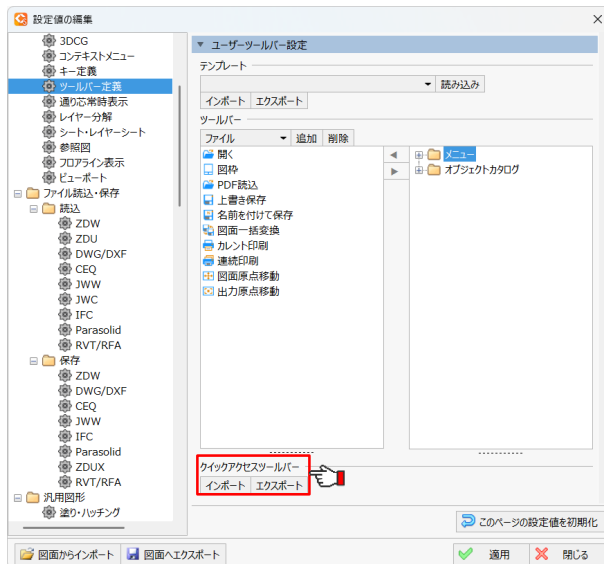 設定値の編集
3DCG
コンテキストメニュー
キー定義
ツールバー定義
通り芯常時表示
レイヤー分解
シート・レイヤーシート
参照図
フロアライン表示
ビューポート
ファイル読込・保存
読込
ZDW
ZDU
DWG/DXF
CEQ
JWW
JWC
IFC
Parasolid
RVT/RFA
保存
ZDW
DWG/DXF
CEQ
JWW
IFC
Parasolid
ZDUX
RVT/RFA
汎用図形
塗り・ハッチング
ユーザーツールバー設定
テンプレート
読み込み
インポート エクスポート
ツールバー
ファイル 追加 削除
開く
図枠
PDF読込
上書き保存
名前を付けて保存
図面一括変換
カレント印刷
連続印刷
図面原点移動
出力原点移動
メニュー
オブジェクトカタログ
クイックアクセスツールバー
インポート エクスポート
このページの設定値を初期化
図面からインポート 図面へエクスポート 適用 閉じる